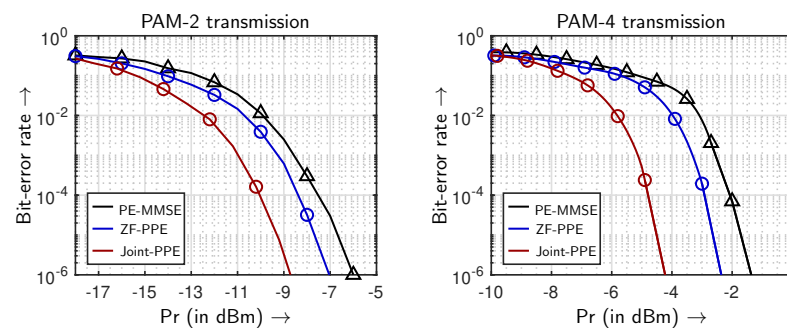 PAM-2 transmission
10^0
10^-2
10^-4
10^-6
Bit-error rate →
PE-MMSE
ZF-PPE
Joint-PPE
-17 -15 -13 -11 -9 -7 -5
Pr (in dBm) →
PAM-4 transmission
10^0
10^-2
10^-4
10^-6
Bit-error rate →
PE-MMSE
ZF-PPE
Joint-PPE
-10 -8 -6 -4 -2
Pr (in dBm) →